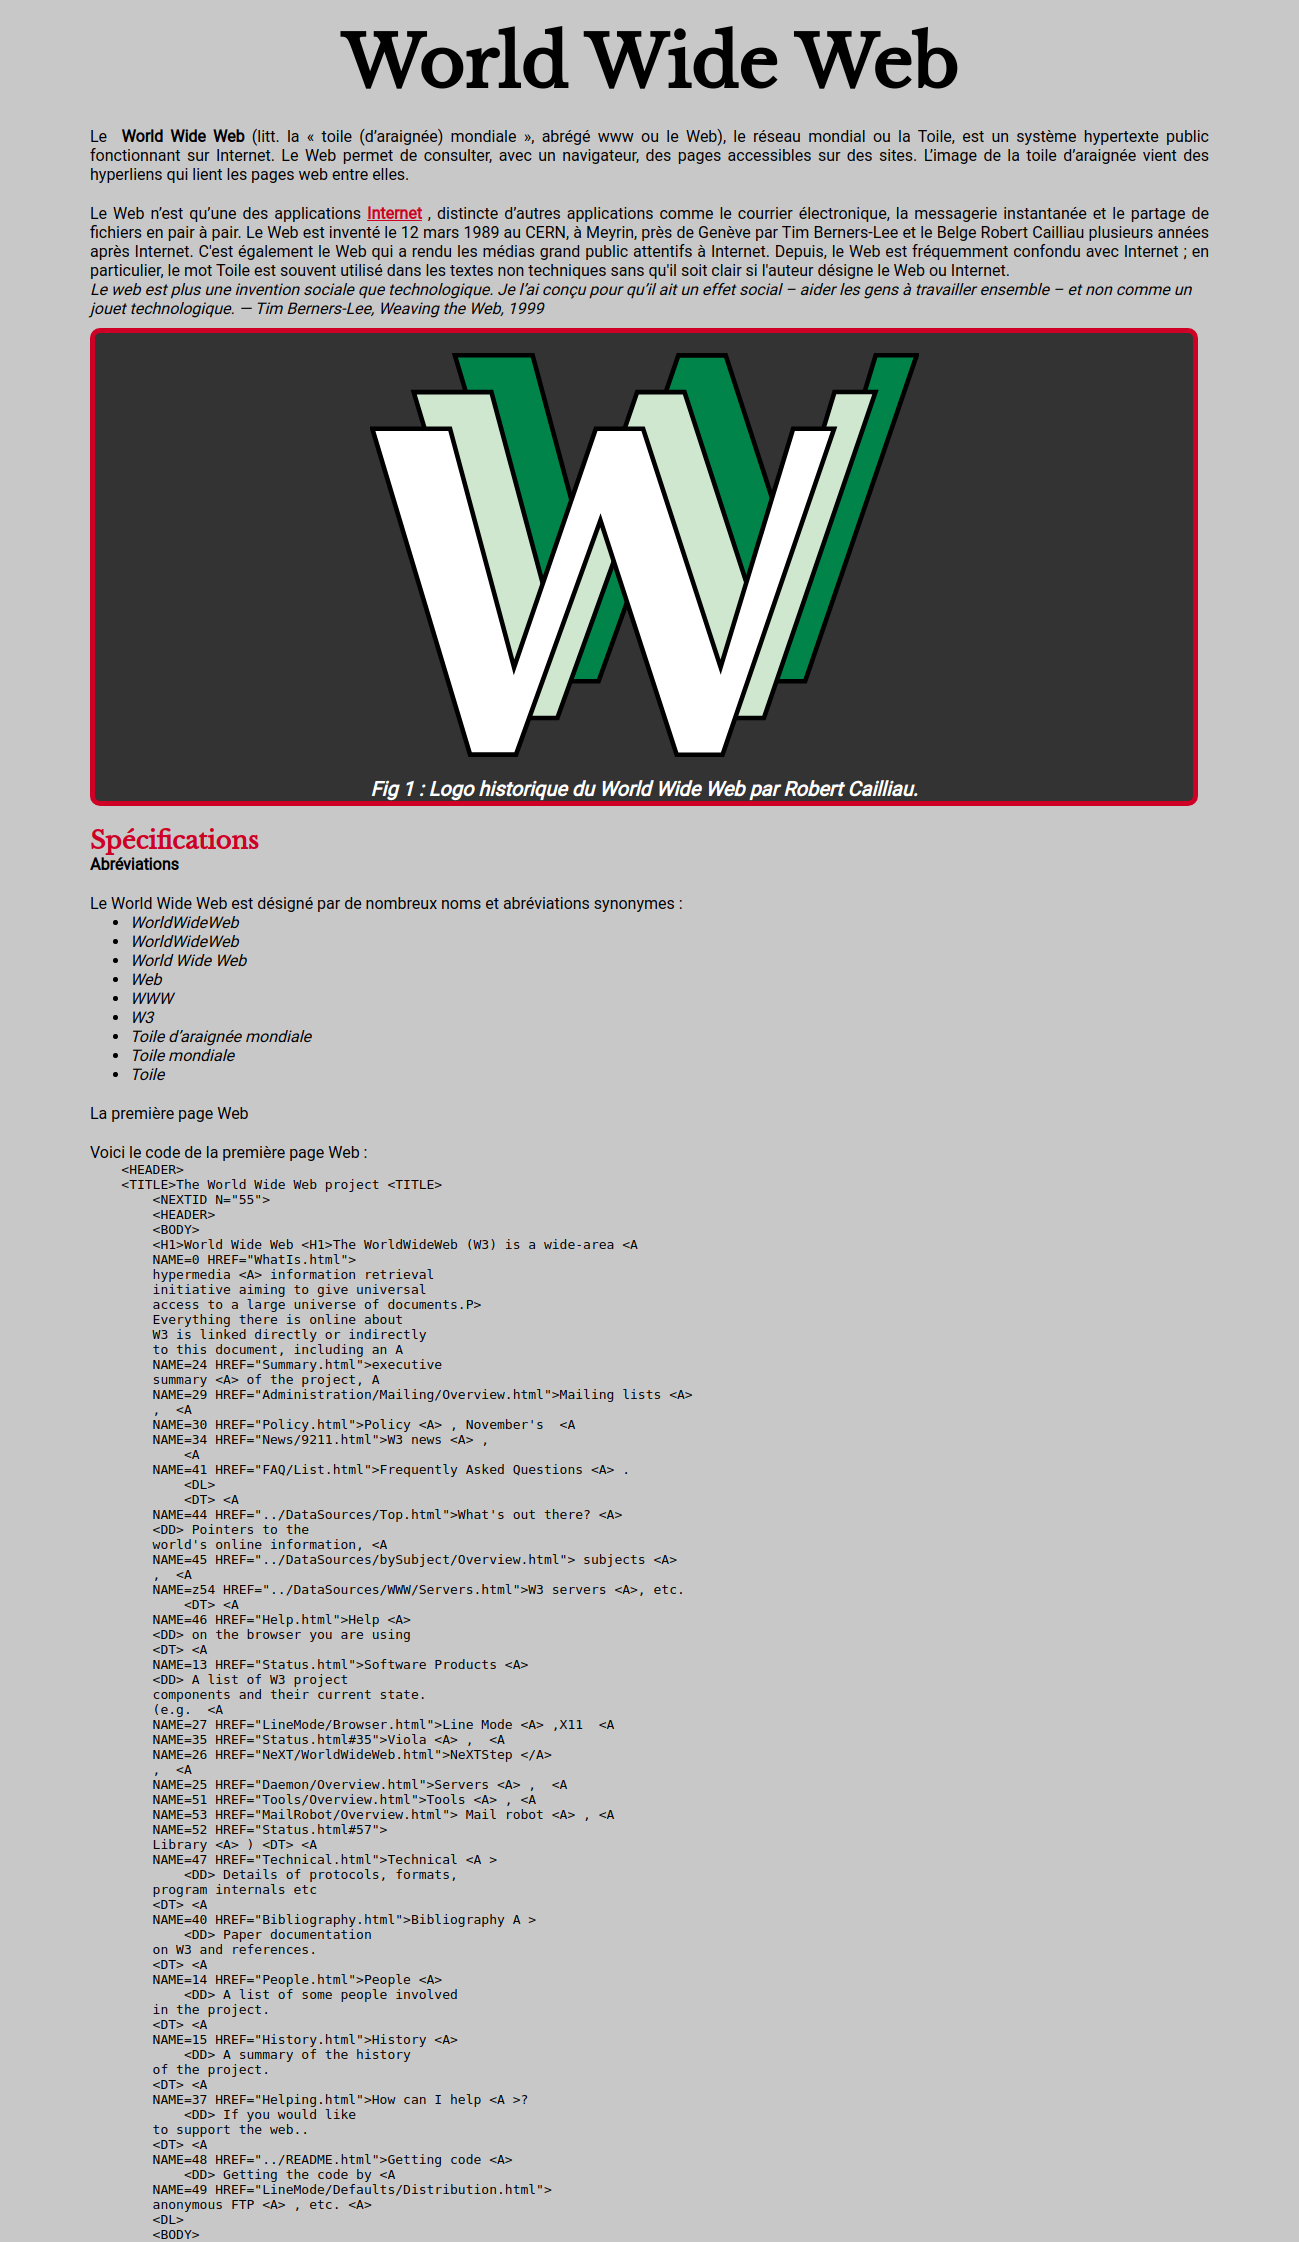 World Wide Web
Le World Wide Web (litt. la « toile (d’araignée) mondiale », abrégé www ou le Web), le réseau mondial ou la Toile, est un système hypertexte public
fonctionnant sur Internet. Le Web permet de consulter, avec un navigateur, des pages accessibles sur des sites. L’image de la toile d’araignée vient des
hyperliens qui lient les pages web entre elles.
Le Web n’est qu’une des applications Internet , distincte d’autres applications comme le courrier électronique, la messagerie instantanée et le partage de
fichiers en pair à pair. Le Web est inventé le 12 mars 1989 au CERN, à Meyrin, près de Genève par Tim Berners-Lee et le Belge Robert Cailliau plusieurs années
après Internet. C'est également le Web qui a rendu les médias grand public attentifs à Internet. Depuis, le Web est fréquemment confondu avec Internet ; en
particulier, le mot Toile est souvent utilisé dans les textes non techniques sans qu'il soit clair si l'auteur désigne le Web ou Internet.
Le web est plus une invention sociale que technologique. Je l’ai conçu pour qu’il ait un effet social – aider les gens à travailler ensemble – et non comme un
jouet technologique. — Tim Berners-Lee, Weaving the Web, 1999
Fig 1 : Logo historique du World Wide Web par Robert Cailliau.
Spécifications
Abréviations
Le World Wide Web est désigné par de nombreux noms et abréviations synonymes :
• WorldWideWeb
• WorldWideWeb
• World Wide Web
• Web
• WWW
• W3
• Toile d’araignée mondiale
• Toile mondiale
• Toile
La première page Web
Voici le code de la première page Web :
<HEADER>
<TITLE>The World Wide Web project <TITLE>
<NEXTID N="55">
<HEADER>
<BODY>
<H1>World Wide Web <H1>The WorldWideWeb (W3) is a wide-area <A
NAME=0 HREF="WhatIs.html">
hypermedia <A> information retrieval
initiative aiming to give universal
access to a large universe of documents.P>
Everything there is online about
W3 is linked directly or indirectly
to this document, including an A
NAME=24 HREF="Summary.html">executive
summary <A> of the project, A
NAME=29 HREF="Administration/Mailing/Overview.html">Mailing lists <A>
,  <A
NAME=30 HREF="Policy.html">Policy <A> , November's  <A
NAME=34 HREF="News/9211.html">W3 news <A> ,
<A
NAME=41 HREF="FAQ/List.html">Frequently Asked Questions <A> .
<DL>
<DT> <A
NAME=44 HREF="../DataSources/Top.html">What's out there? <A>
<DD> Pointers to the
world's online information, <A
NAME=45 HREF="../DataSources/bySubject/Overview.html"> subjects <A>
,  <A
NAME=z54 HREF="../DataSources/WWW/Servers.html">W3 servers <A>, etc.
<DT> <A
NAME=46 HREF="Help.html">Help <A>
<DD> on the browser you are using
<DT> <A
NAME=13 HREF="Status.html">Software Products <A>
<DD> A list of W3 project
components and their current state.
(e.g.  <A
NAME=27 HREF="LineMode/Browser.html">Line Mode <A> ,X11  <A
NAME=35 HREF="Status.html#35">Viola <A> ,  <A
NAME=26 HREF="NeXT/WorldWideWeb.html">NeXTStep </A>
,  <A
NAME=25 HREF="Daemon/Overview.html">Servers <A> ,  <A
NAME=51 HREF="Tools/Overview.html">Tools <A> , <A
NAME=53 HREF="MailRobot/Overview.html"> Mail robot <A> , <A
NAME=52 HREF="Status.html#57">
Library <A> ) <DT> <A
NAME=47 HREF="Technical.html">Technical <A >
<DD> Details of protocols, formats,
program internals etc
<DT> <A
NAME=40 HREF="Bibliography.html">Bibliography A >
<DD> Paper documentation
on W3 and references.
<DT> <A
NAME=14 HREF="People.html">People <A>
<DD> A list of some people involved
in the project.
<DT> <A
NAME=15 HREF="History.html">History <A>
<DD> A summary of the history
of the project.
<DT> <A
NAME=37 HREF="Helping.html">How can I help <A >?
<DD> If you would like
to support the web..
<DT> <A
NAME=48 HREF="../README.html">Getting code <A>
<DD> Getting the code by <A
NAME=49 HREF="LineMode/Defaults/Distribution.html">
anonymous FTP <A> , etc. <A>
<DL>
<BODY>